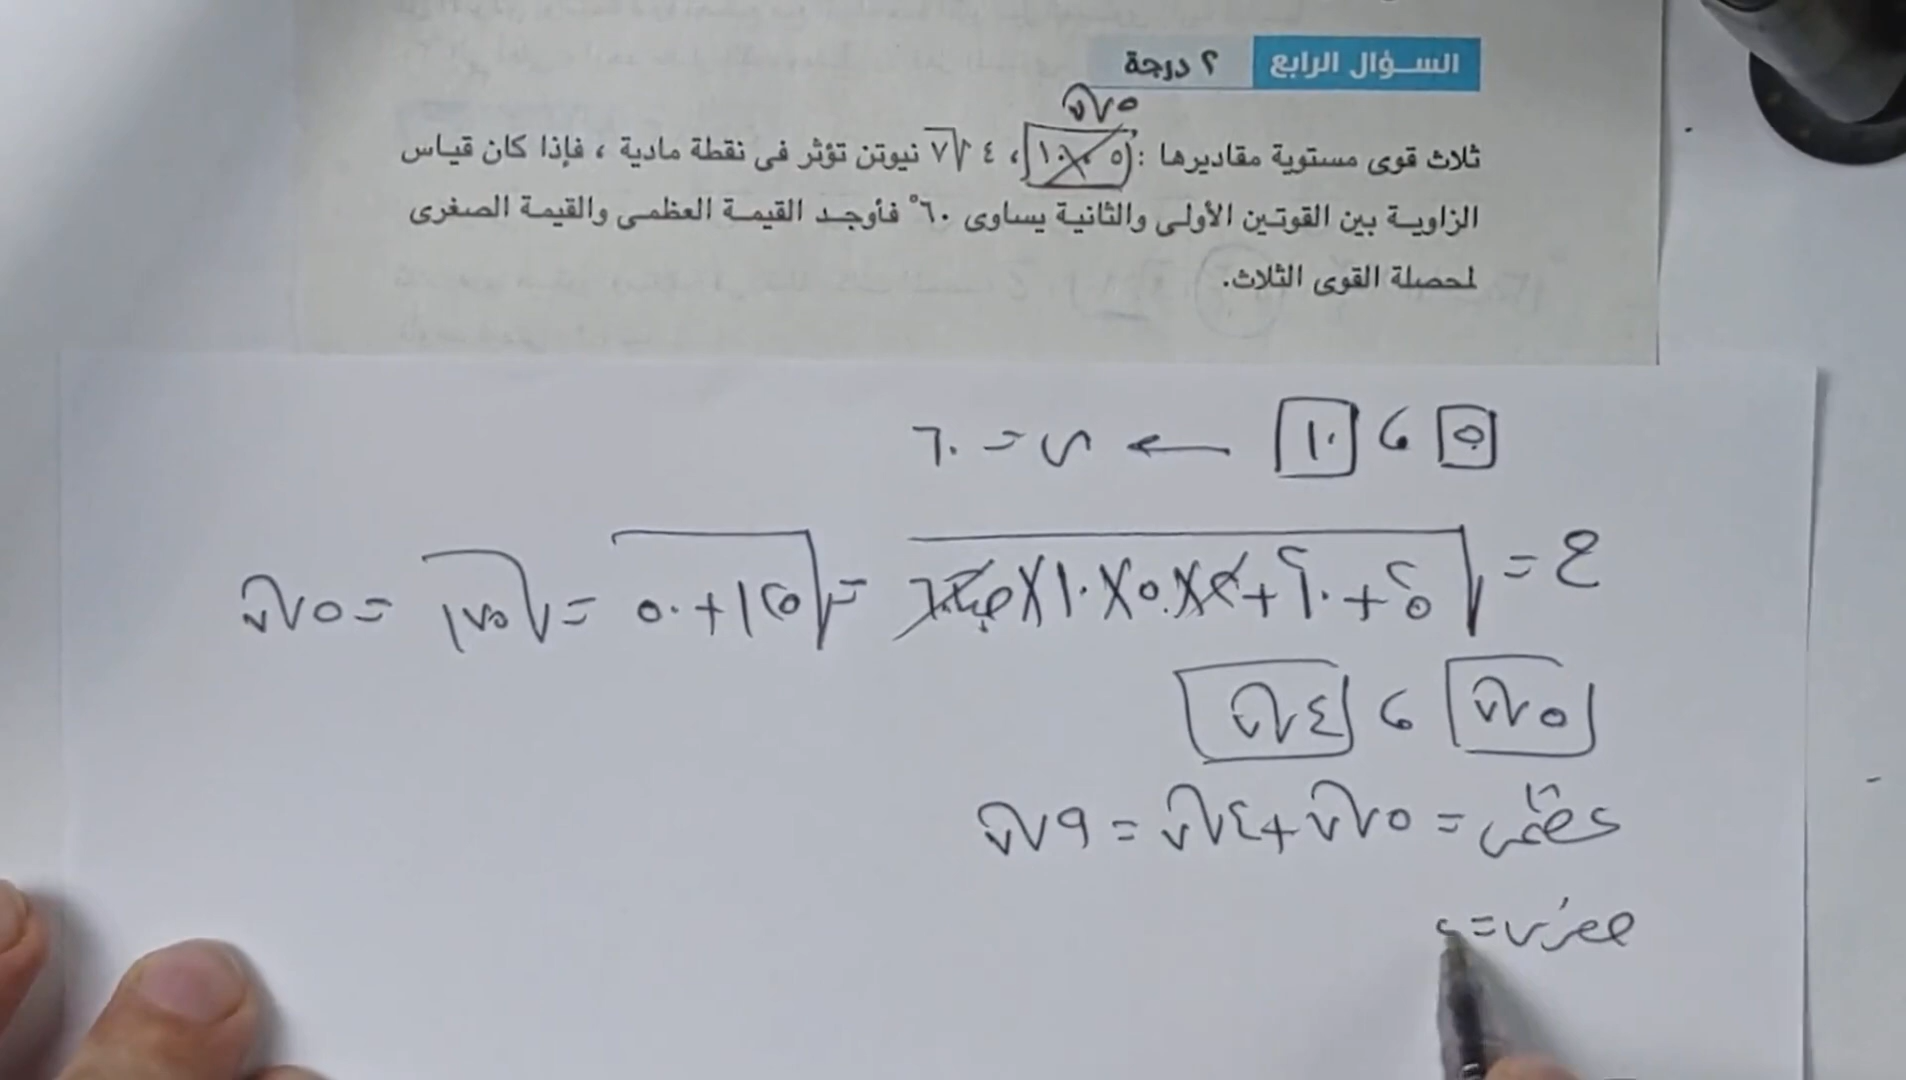 السؤال الرابع ٢ درجة
٥√٧
ثلاث قوى مستوية مقاديرها : ٥ ، ١٠ ، ٤√٧ نيوتن تؤثر فى نقطة مادية ، فإذا كان قياس
الزاوية بين القوتين الأولى والثانية يساوى ٦٠° فأوجد القيمة العظمى والقيمة الصغرى
لمحصلة القوى الثلاث.
٥ ، ١٠ ← ى = ٦٠
ع = √(٥² + ١٠² + ٢ × ٥ × ١٠ × جتا ٦٠) = √(١٢٥ + ٥٠) = √١٧٥ = ٥√٧
٥√٧ ، ٤√٧
عظمى = ٥√٧ + ٤√٧ = ٩√٧
صغرى =